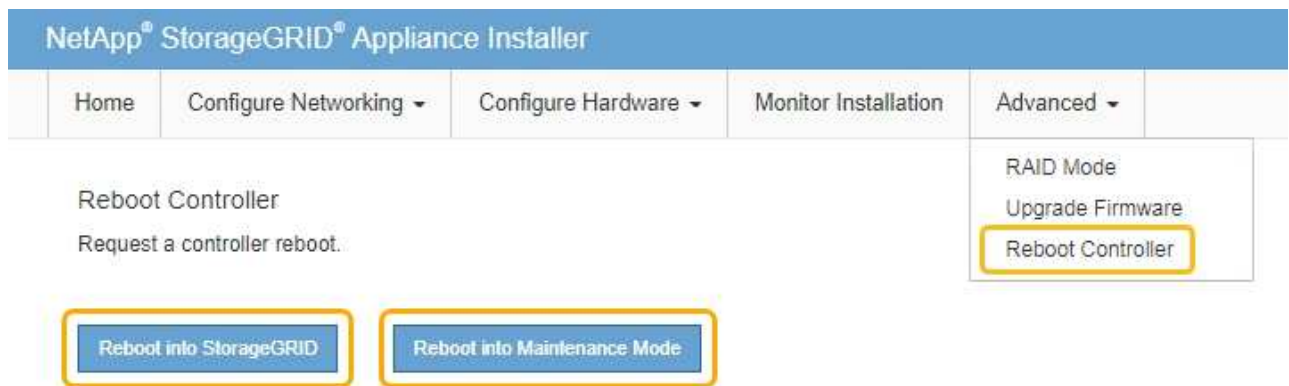 NetApp® StorageGRID® Appliance Installer
Home Configure Networking Configure Hardware Monitor Installation Advanced
RAID Mode
Upgrade Firmware
Reboot Controller
Reboot Controller
Request a controller reboot.
Reboot into StorageGRID Reboot into Maintenance Mode